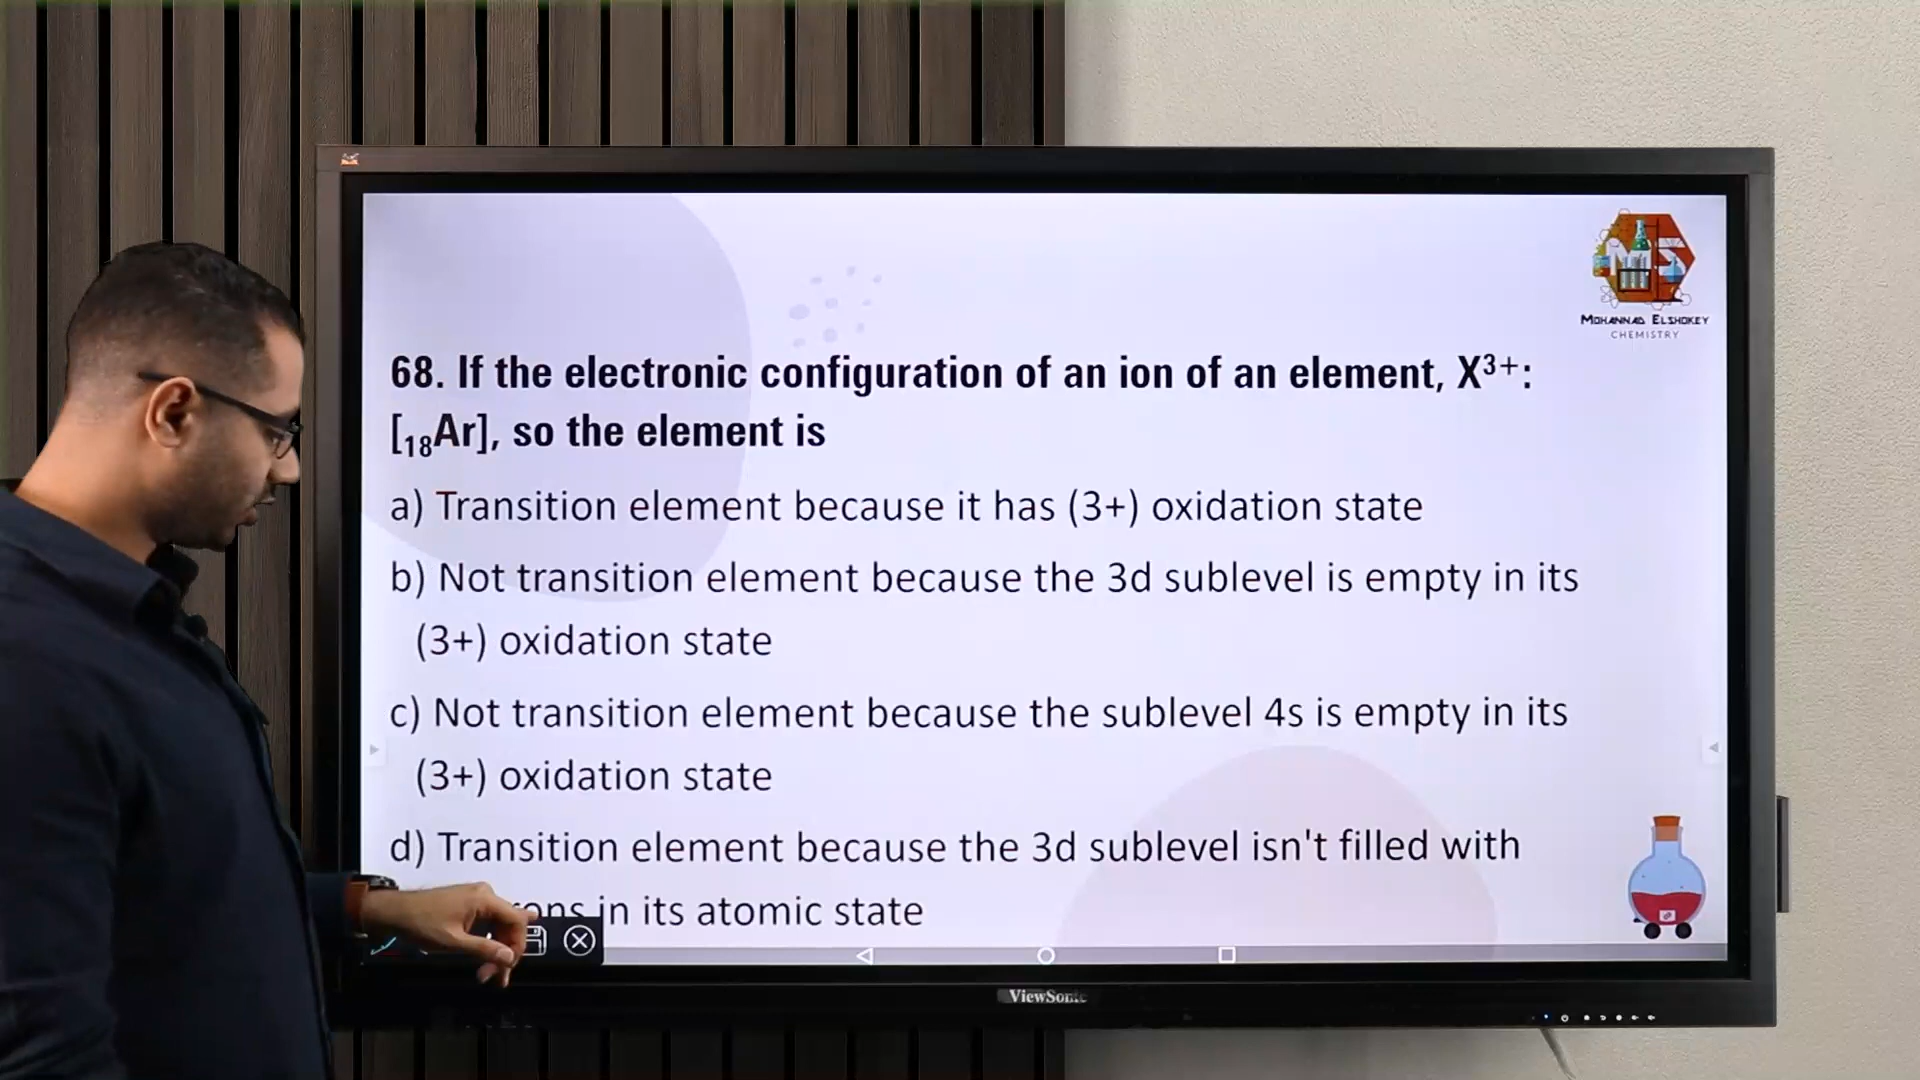 MOHANNAD ELSHOKEY
CHEMISTRY
68. If the electronic configuration of an ion of an element, X³⁺:
[₁₈Ar], so the element is
a) Transition element because it has (3+) oxidation state
b) Not transition element because the 3d sublevel is empty in its
(3+) oxidation state
c) Not transition element because the sublevel 4s is empty in its
(3+) oxidation state
d) Transition element because the 3d sublevel isn't filled with
in its atomic state
ViewSonic